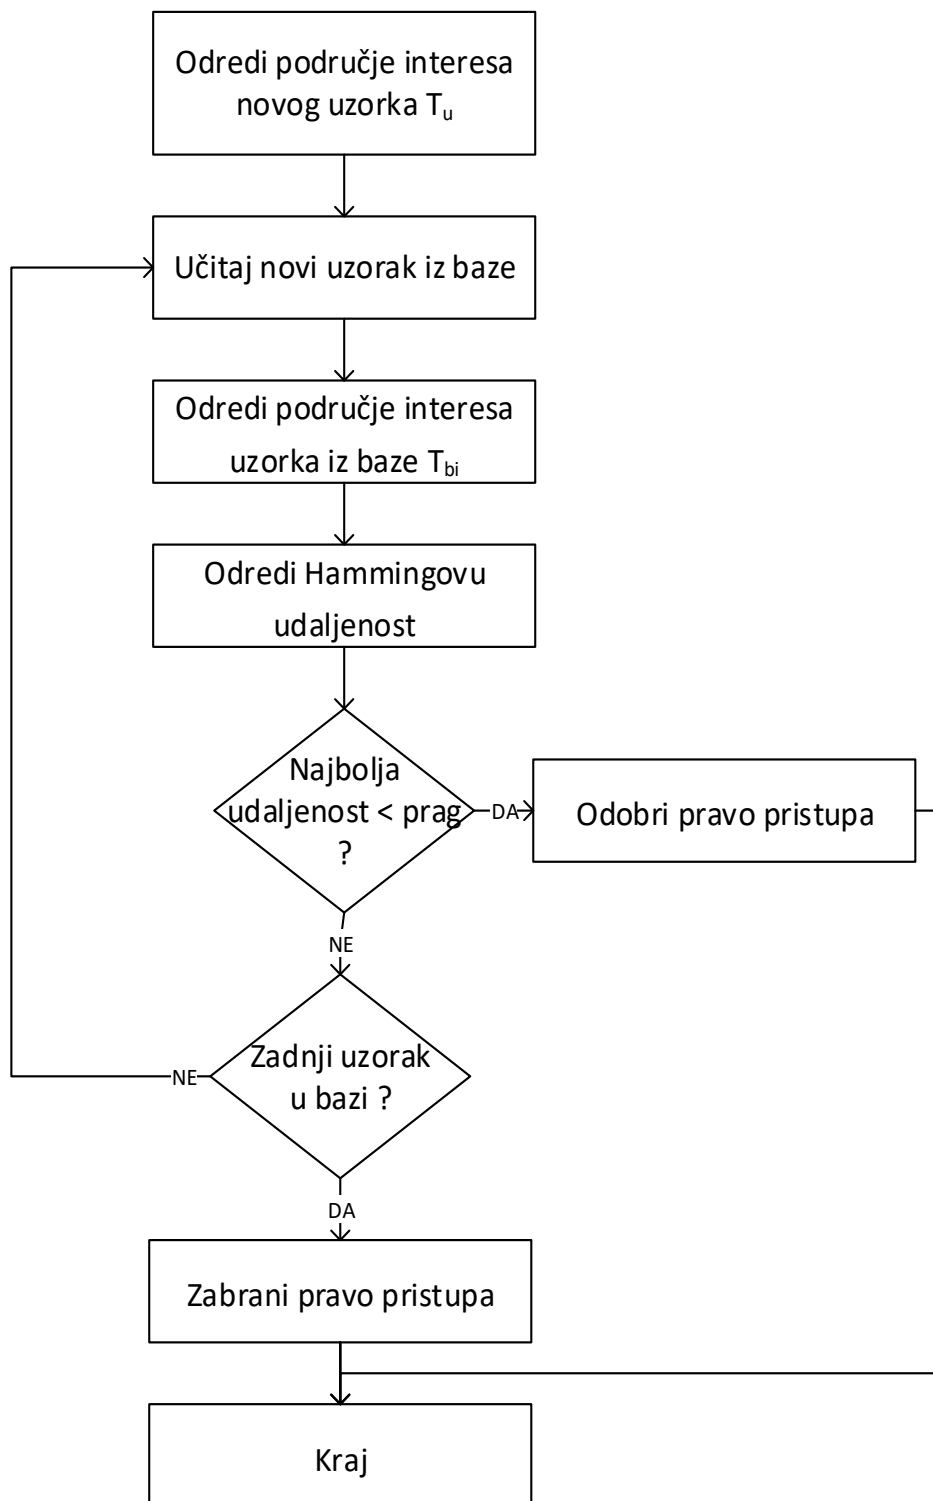 Odredi područje interesa
novog uzorka Tᵤ
Učitaj novi uzorak iz baze
Odredi područje interesa
uzorka iz baze T_bi
Odredi Hammingovu
udaljenost
Najbolja
udaljenost < prag
?
DA
Odobri pravo pristupa
NE
Zadnji uzorak
u bazi ?
NE
DA
Zabrani pravo pristupa
Kraj